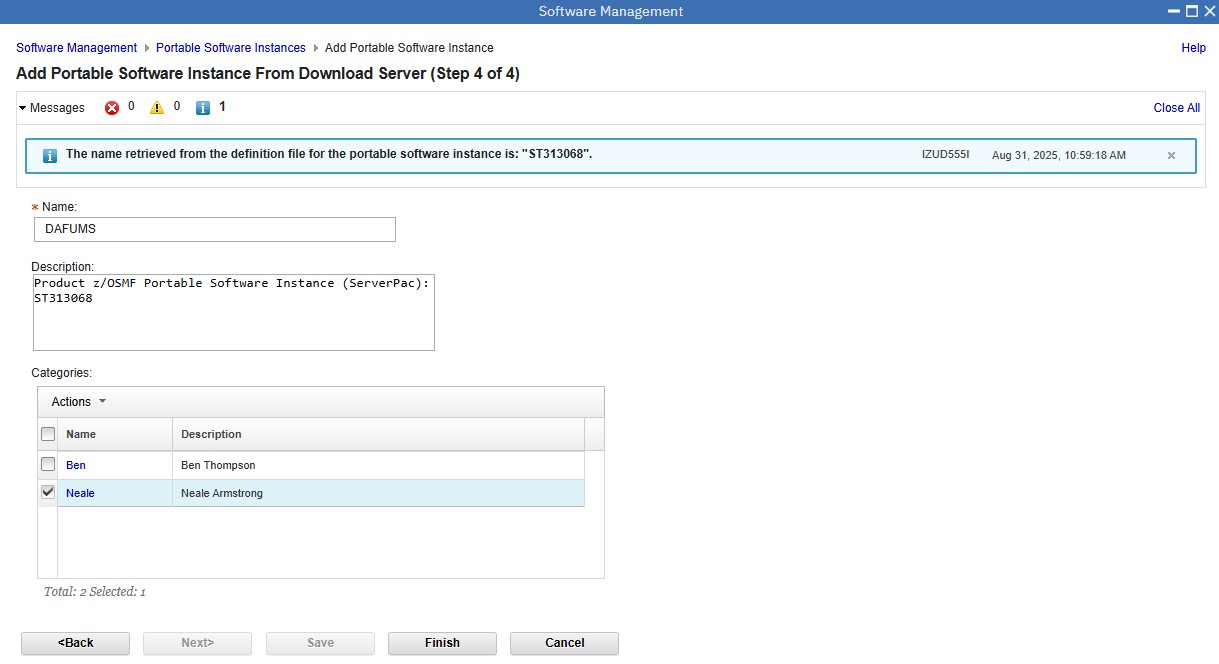 Software Management
Software Management Portable Software Instances Add Portable Software Instance Help
Add Portable Software Instance From Download Server (Step 4 of 4)
Messages 0 0 1 Close All
The name retrieved from the definition file for the portable software instance is: "ST313068". IZUD555I Aug 31, 2025, 10:59:18 AM
* Name:
DAFUMS
Description:
Product z/OSMF Portable Software Instance (ServerPac):
ST313068
Categories:
Actions
Name Description
Ben Ben Thompson
Neale Neale Armstrong
Total: 2 Selected: 1
<Back Next> Save Finish Cancel